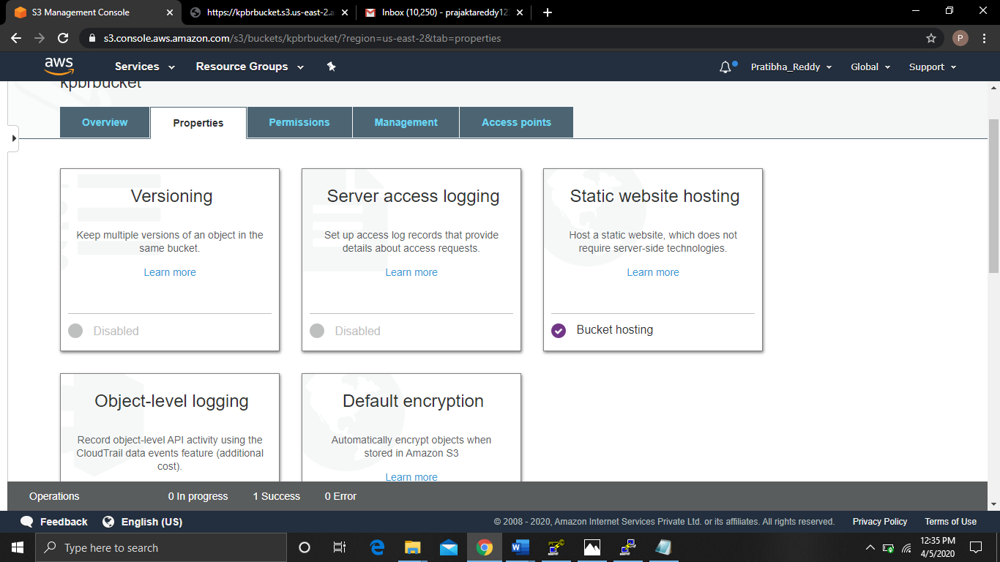 S3 Management Console
https://kpbrbucket.s3.us-east-2.a
Inbox (10,250) - prajaktareddy12
s3.console.aws.amazon.com/s3/buckets/kpbrbucket/?region=us-east-2&tab=properties
P
aws
Services
Resource Groups
Pratibha_Reddy
Global
Support
kpbrbucket
Overview
Properties
Permissions
Management
Access points
Versioning
Keep multiple versions of an object in the
same bucket.
Learn more
Disabled
Server access logging
Set up access log records that provide
details about access requests.
Learn more
Disabled
Static website hosting
Host a static website, which does not
require server-side technologies.
Learn more
Bucket hosting
Object-level logging
Record object-level API activity using the
CloudTrail data events feature (additional
cost).
Default encryption
Automatically encrypt objects when
stored in Amazon S3
Learn more
Operations
0 In progress
1 Success
0 Error
Feedback
English (US)
© 2008 - 2020, Amazon Internet Services Private Ltd. or its affiliates. All rights reserved.
Privacy Policy
Terms of Use
Type here to search
12:35 PM
4/5/2020